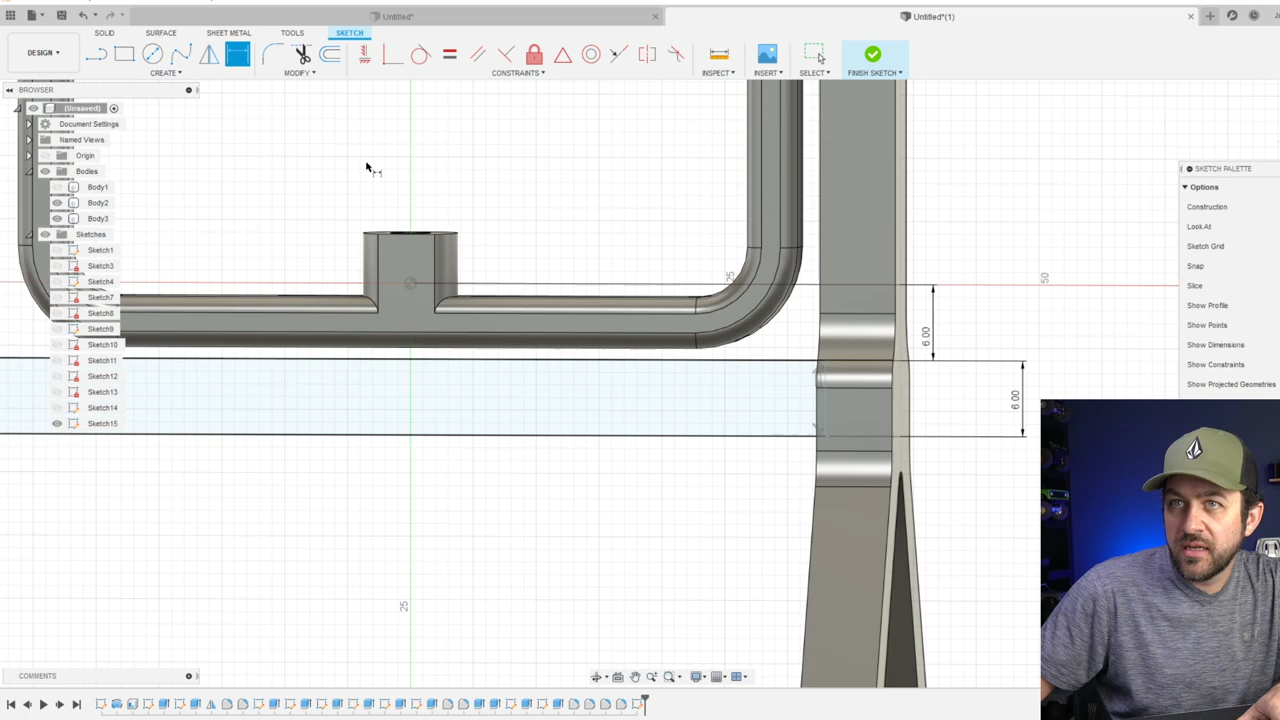 Untitled*
Untitled*(1)
SOLID SURFACE SHEET METAL TOOLS SKETCH
DESIGN
CREATE MODIFY CONSTRAINTS INSPECT INSERT SELECT FINISH SKETCH
BROWSER
(Unsaved)
Document Settings
Named Views
Origin
Bodies
Body1
Body2
Body3
Sketches
Sketch1
Sketch3
Sketch4
Sketch7
Sketch8
Sketch9
Sketch10
Sketch11
Sketch12
Sketch13
Sketch14
Sketch15
25
50
6.00
6.00
25
SKETCH PALETTE
Options
Construction
Look At
Sketch Grid
Snap
Slice
Show Profile
Show Points
Show Dimensions
Show Constraints
Show Projected Geometries
COMMENTS